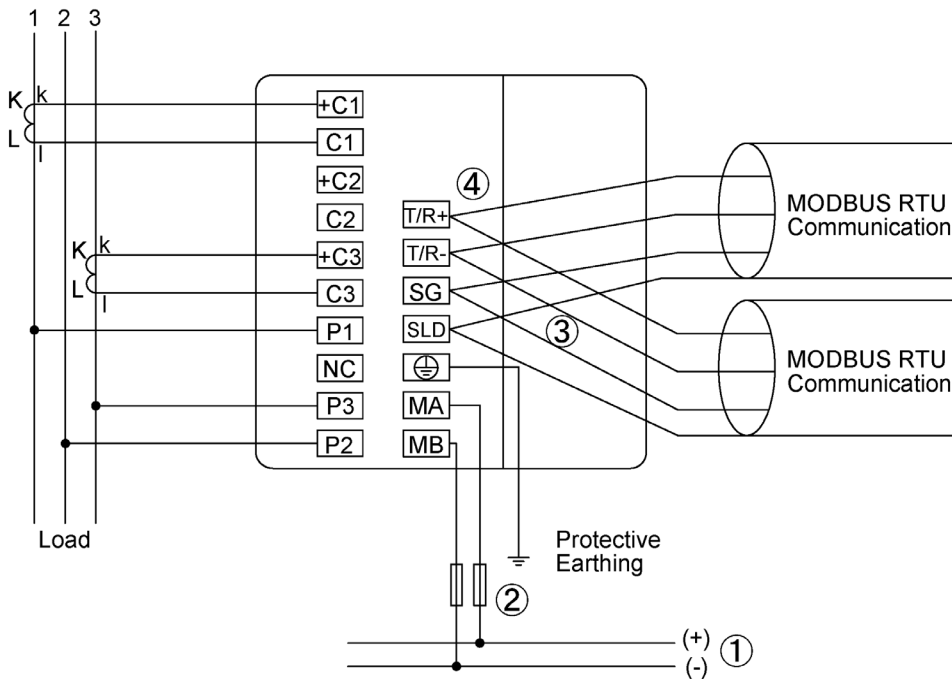 1 2 3
K k
L l
K k
L l
+C1
C1
+C2
C2
+C3
C3
P1
NC
P3
P2
④
T/R+
T/R-
SG
SLD
MA
MB
③
MODBUS RTU
Communication
MODBUS RTU
Communication
Load
Protective
Earthing
②
(+)
(-)
①